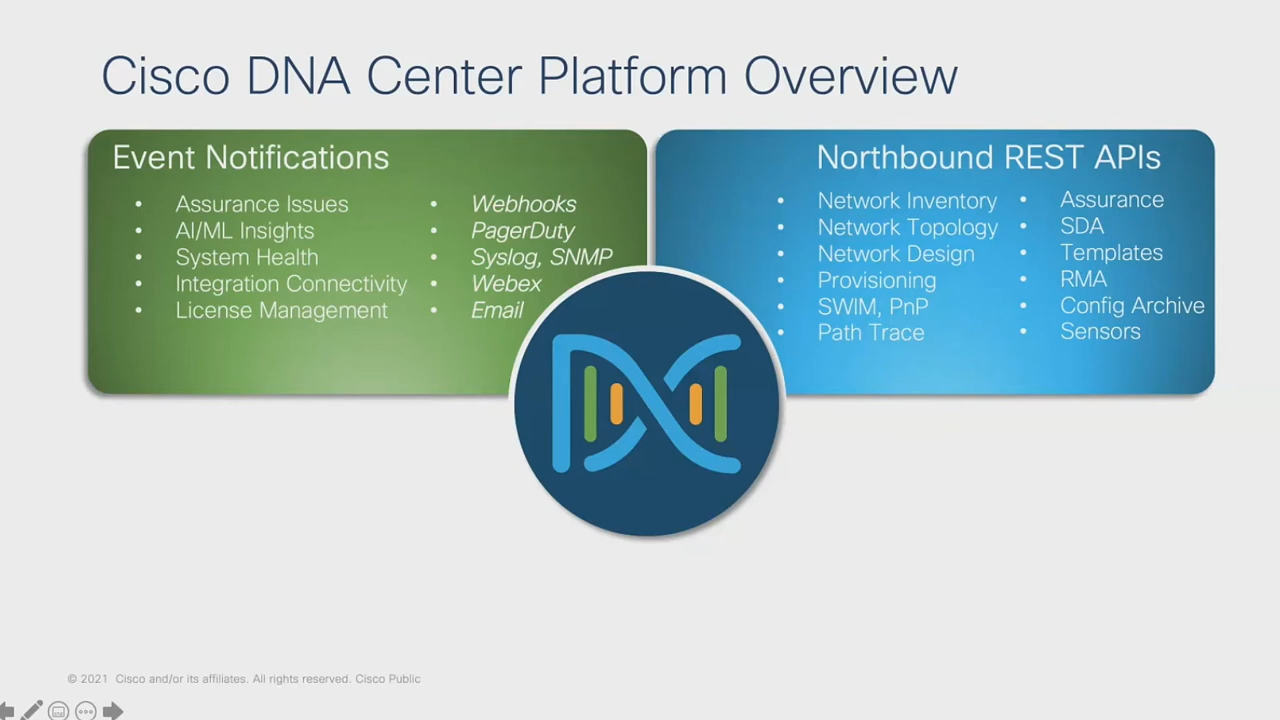 Cisco DNA Center Platform Overview
Event Notifications
• Assurance Issues
• AI/ML Insights
• System Health
• Integration Connectivity
• License Management
• Webhooks
• PagerDuty
• Syslog, SNMP
• Webex
• Email
Northbound REST APIs
• Network Inventory
• Network Topology
• Network Design
• Provisioning
• SWIM, PnP
• Path Trace
• Assurance
• SDA
• Templates
• RMA
• Config Archive
• Sensors
© 2021 Cisco and/or its affiliates. All rights reserved. Cisco Public